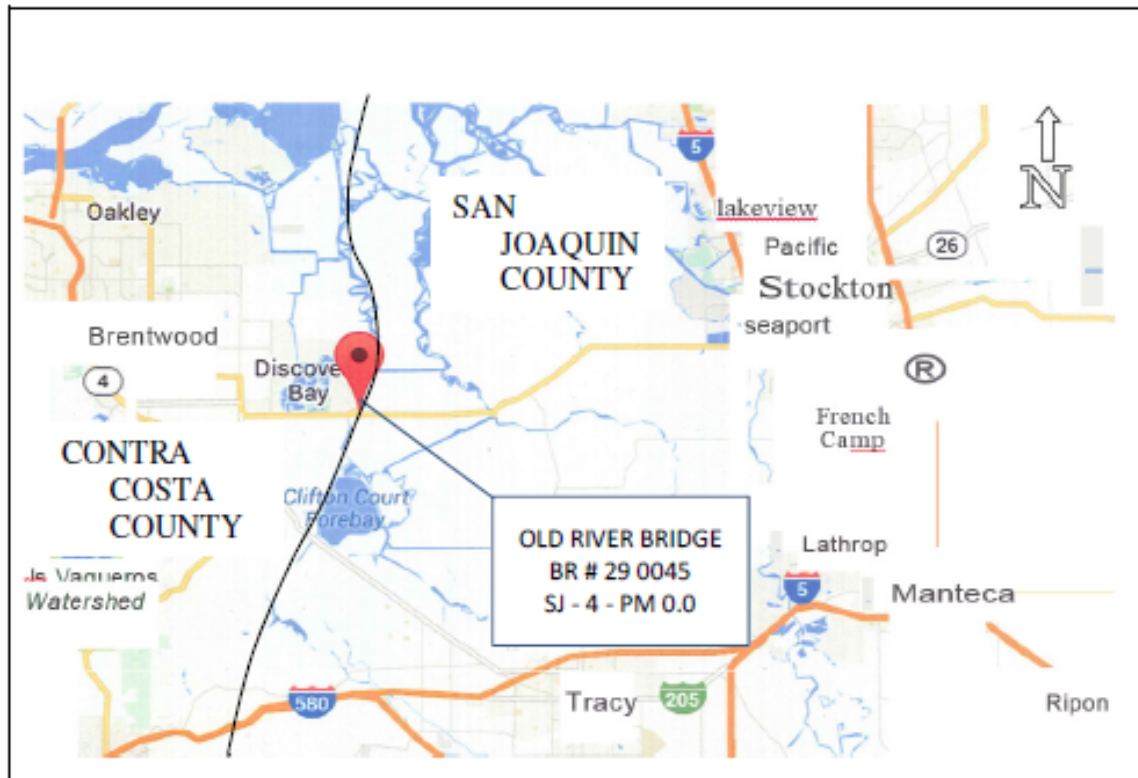 5
N
Oakley
SAN
JOAQUIN
COUNTY
lakeview
Pacific
26
Stockton
seaport
Brentwood
4
Discove
Bay
R
French
Camp
CONTRA
COSTA
COUNTY
Clifton Court
Forebay
OLD RIVER BRIDGE
BR # 29 0045
SJ - 4 - PM 0.0
Lathrop
5
Manteca
Vaqueros
Watershed
580
Tracy
205
Ripon